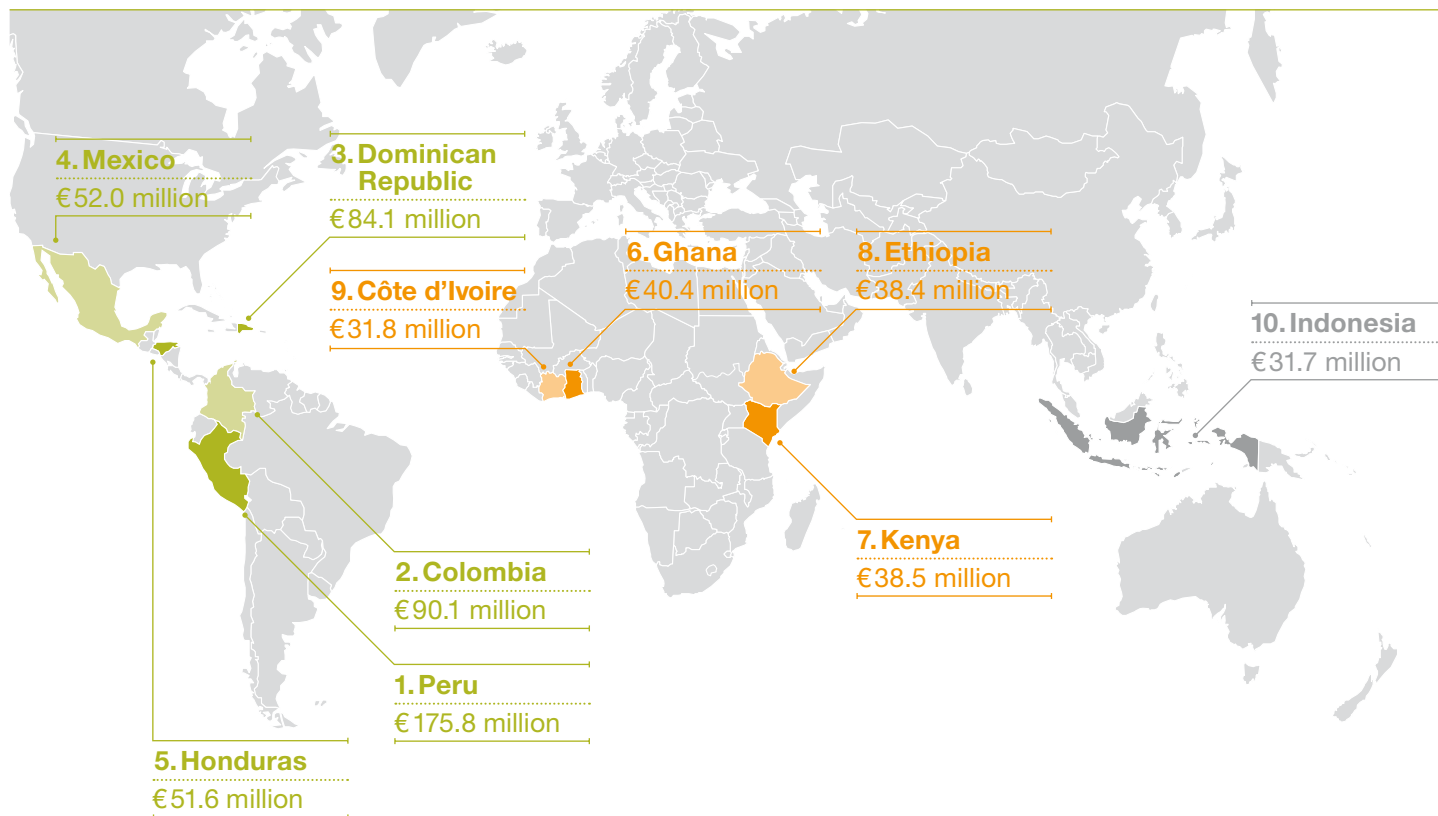 4. Mexico
€52.0 million
3. Dominican
Republic
€84.1 million
9. Côte d’Ivoire
€31.8 million
6. Ghana
€40.4 million
8. Ethiopia
€38.4 million
10. Indonesia
€31.7 million
7. Kenya
€38.5 million
2. Colombia
€90.1 million
1. Peru
€175.8 million
5. Honduras
€51.6 million